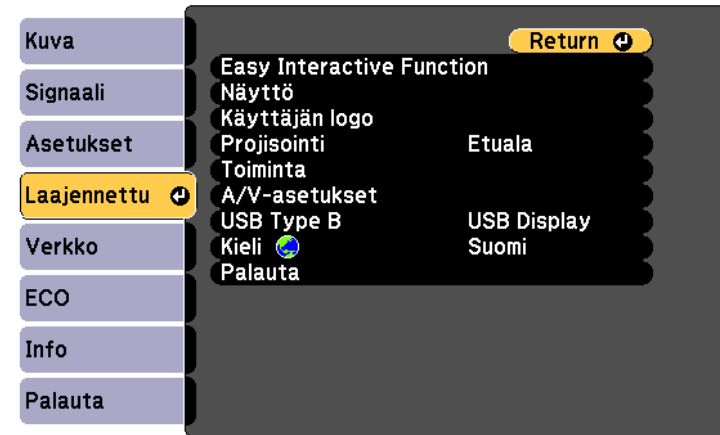 Kuva
Signaali
Asetukset
Laajennettu
Verkko
ECO
Info
Palauta
Return
Easy Interactive Function
Näyttö
Käyttäjän logo
Projisointi Etuala
Toiminta
A/V-asetukset
USB Type B USB Display
Kieli Suomi
Palauta